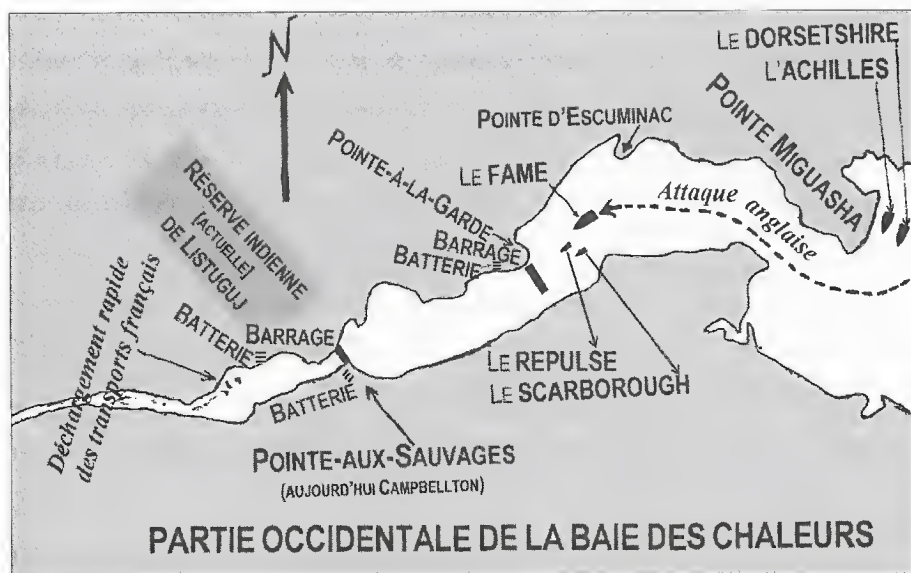 LE DORSETSHIRE
L'ACHILLES
N
POINTE D'ESCUMINAC
POINTE MIGUASHA
POINTE-À-LA-GARDE
LE FAME
Attaque anglaise
RÉSERVE INDIENNE
[ACTUELLE]
DE LISTUGUJ
BARRAGE
BATTERIE
Déchargement rapide
des transports français
BATTERIE
BARRAGE
BATTERIE
LE REPULSE
LE SCARBOROUGH
POINTE-AUX-SAUVAGES
(AUJOURD'HUI CAMPBELLTON)
PARTIE OCCIDENTALE DE LA BAIE DES CHALEURS